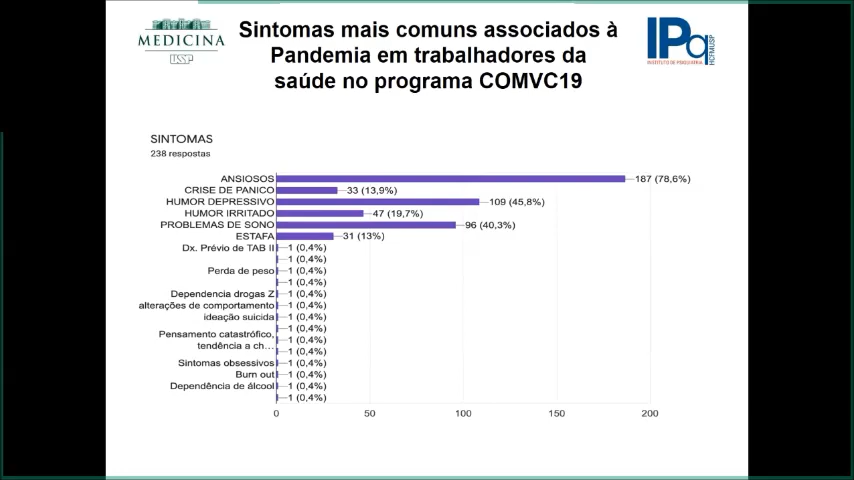 MEDICINA
USP
Sintomas mais comuns associados à
Pandemia em trabalhadores da
saúde no programa COMVC19
IPq
INSTITUTO DE PSIQUIATRIA
HCFMUSP
SINTOMAS
238 respostas
ANSIOSOS 187 (78,6%)
CRISE DE PANICO 33 (13,9%)
HUMOR DEPRESSIVO 109 (45,8%)
HUMOR IRRITADO 47 (19,7%)
PROBLEMAS DE SONO 96 (40,3%)
ESTAFA 31 (13%)
Dx. Prévio de TAB II 1 (0,4%)
1 (0,4%)
Perda de peso 1 (0,4%)
1 (0,4%)
Dependencia drogas Z 1 (0,4%)
alterações de comportamento 1 (0,4%)
ideação suicida 1 (0,4%)
1 (0,4%)
Pensamento catastrófico, 1 (0,4%)
tendência a ch... 1 (0,4%)
Sintomas obsessivos 1 (0,4%)
Burn out 1 (0,4%)
Dependência de álcool 1 (0,4%)
1 (0,4%)
0 50 100 150 200